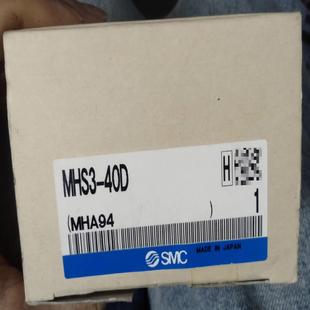 MHS3-40D
H
(MHA94 )
1
SMC
MADE IN JAPAN